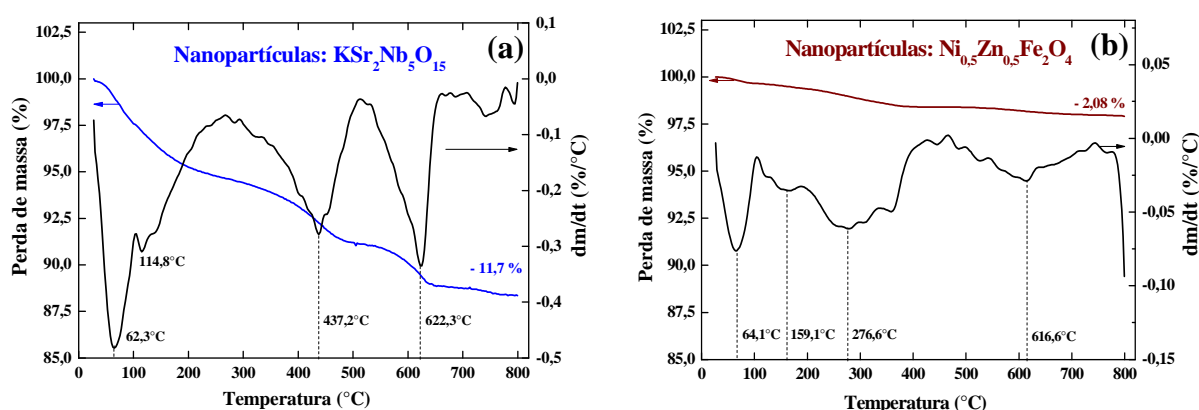 (a)
Nanopartículas: KSr₂Nb₅O₁₅
Perda de massa (%)
102,5
100,0
97,5
95,0
92,5
90,0
87,5
85,0
0,1
0,0
-0,1
-0,2
-0,3
-0,4
-0,5
dm/dt (%/°C)
- 11,7 %
114,8°C
62,3°C
437,2°C
622,3°C
0 100 200 300 400 500 600 700 800
Temperatura (°C)
(b)
Nanopartículas: Ni₀,₅Zn₀,₅Fe₂O₄
Perda de massa (%)
102,5
100,0
97,5
95,0
92,5
90,0
87,5
85,0
0,05
0,00
-0,05
-0,10
-0,15
dm/dt (%/°C)
- 2,08 %
64,1°C 159,1°C 276,6°C 616,6°C
0 100 200 300 400 500 600 700 800
Temperatura (°C)